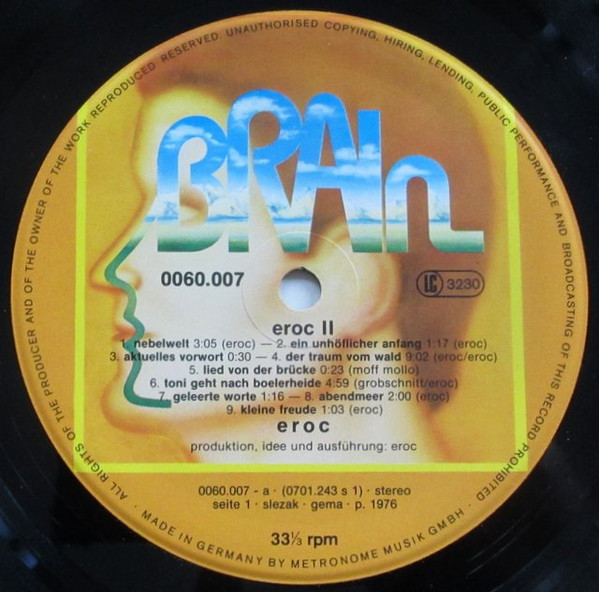 ALL RIGHTS OF THE PRODUCER AND OF THE OWNER OF THE WORK REPRODUCED RESERVED. UNAUTHORISED COPYING, HIRING, LENDING, PUBLIC PERFORMANCE AND BROADCASTING OF THIS RECORD PROHIBITED
BRAIn
0060.007
LC 3230
eroc II
1. nebelwelt 3:05 (eroc) — 2. ein unhöflicher anfang 1:17 (eroc)
3. aktuelles vorwort 0:30 — 4. der traum vom wald 9:02 (eroc/eroc)
5. lied von der brücke 0:23 (moff mollo)
6. toni geht nach boelerheide 4:59 (grobschnitt/eroc)
7. geleerte worte 1:16 — 8. abendmeer 2:00 (eroc)
9. kleine freude 1:03 (eroc)
eroc
produktion, idee und ausführung: eroc
0060.007 - a · (0701.243 s 1) · stereo
seite 1 · slezak · gema · p. 1976
33⅓ rpm
· MADE IN GERMANY BY METRONOME MUSIK GMBH ·